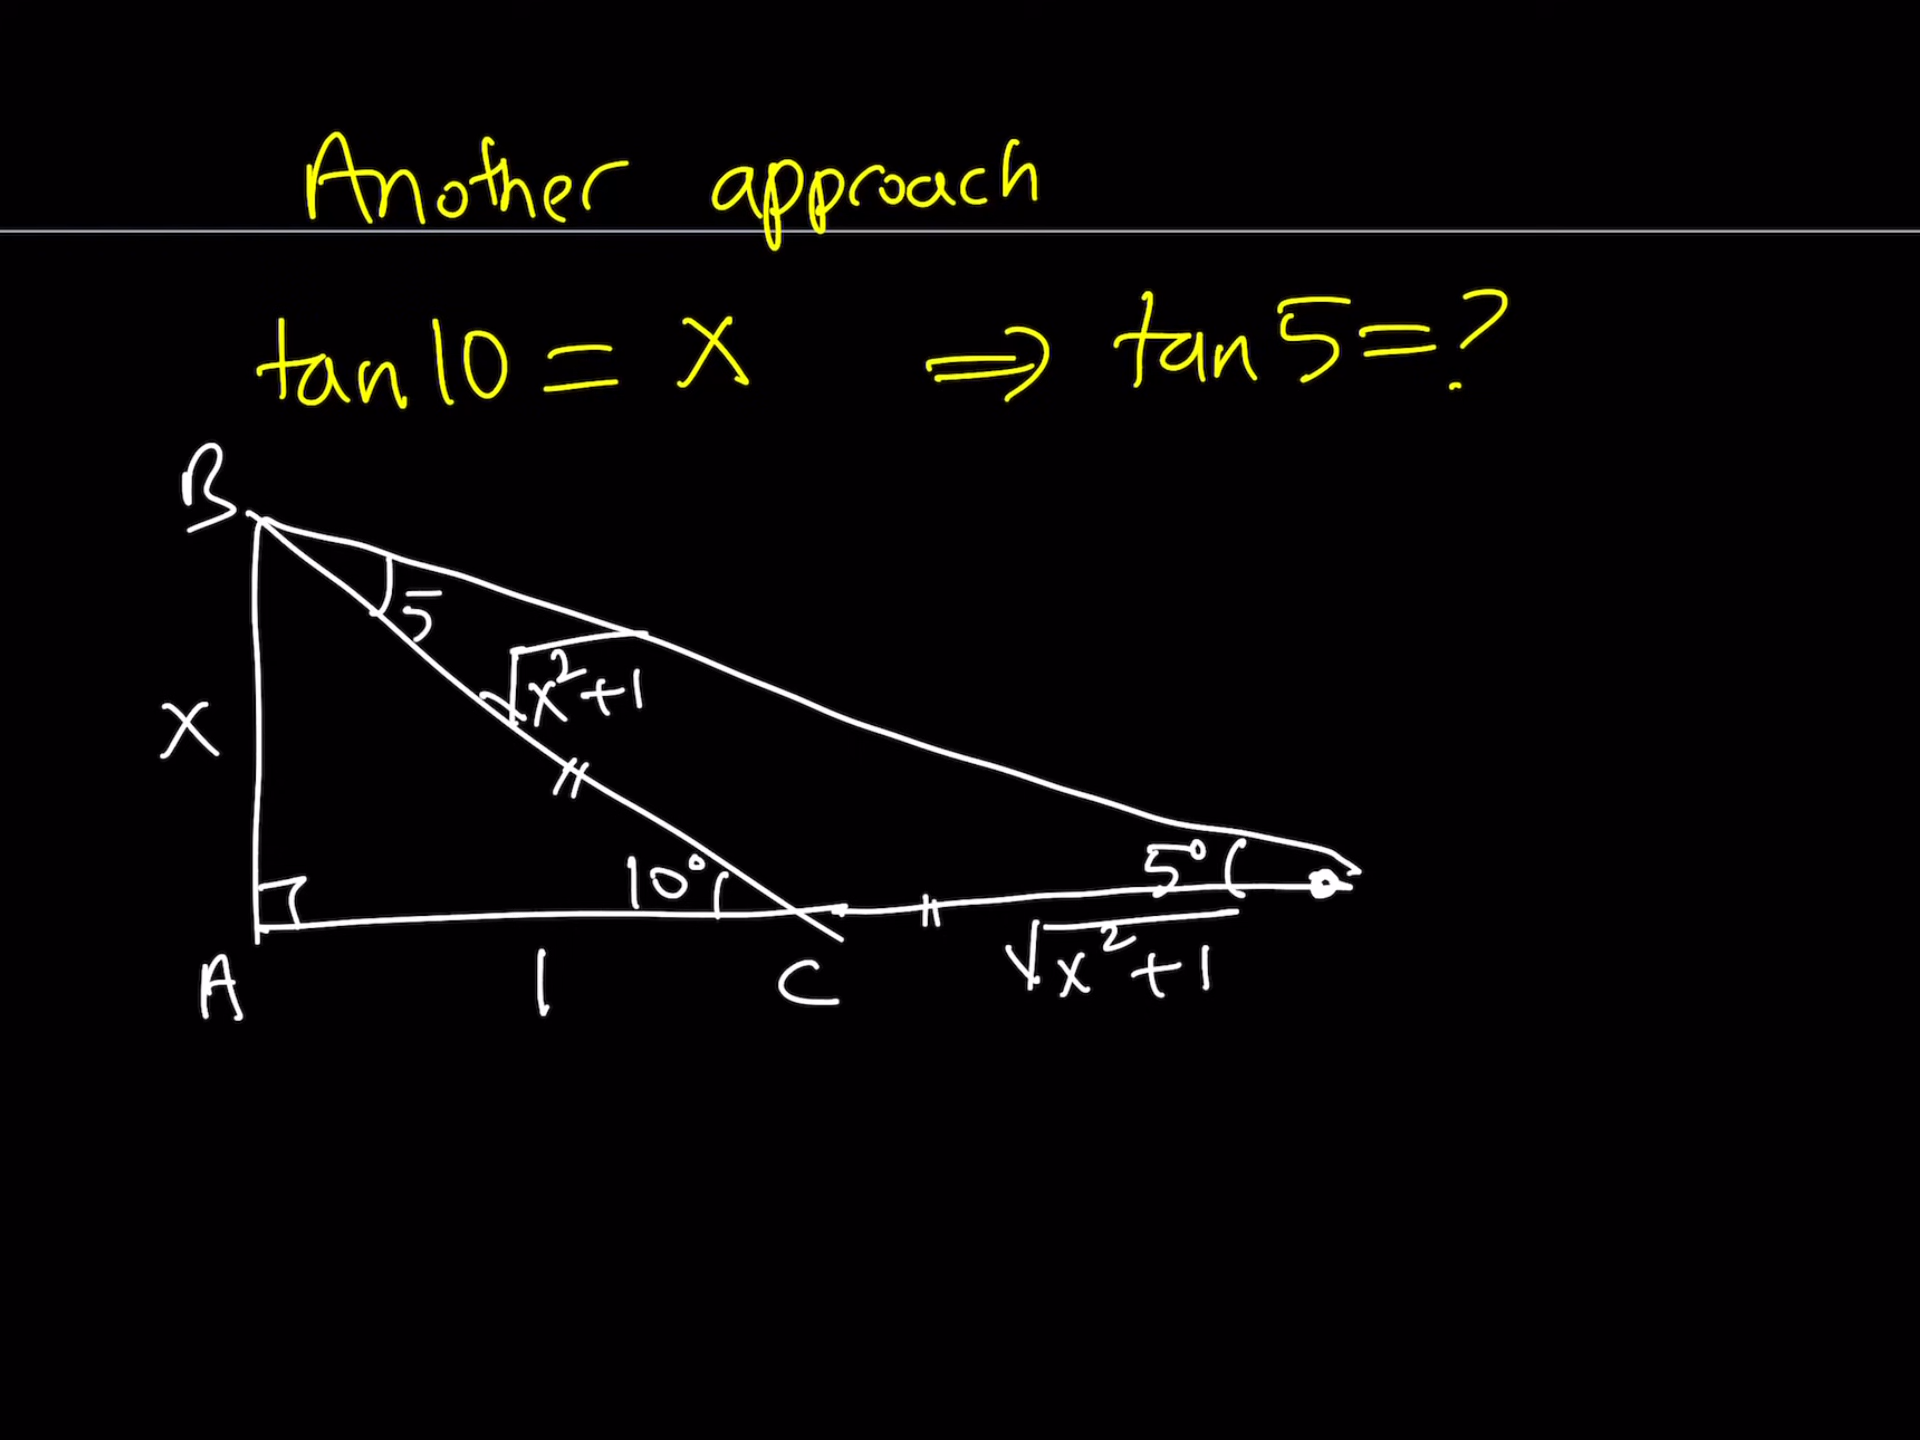 Another approach
tan 10 = x ⟹ tan 5 = ?
B
5
√x²+1
x
10° 5°
A 1 C √x²+1